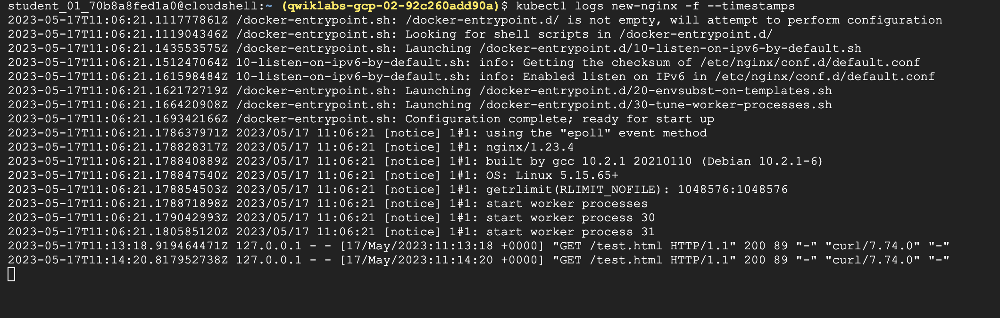 student_01_70b8a8fed1a0@cloudshell:~ (qwiklabs-gcp-02-92c260add90a)$ kubectl logs new-nginx -f --timestamps
2023-05-17T11:06:21.111777861Z /docker-entrypoint.sh: /docker-entrypoint.d/ is not empty, will attempt to perform configuration
2023-05-17T11:06:21.111904346Z /docker-entrypoint.sh: Looking for shell scripts in /docker-entrypoint.d/
2023-05-17T11:06:21.143553575Z /docker-entrypoint.sh: Launching /docker-entrypoint.d/10-listen-on-ipv6-by-default.sh
2023-05-17T11:06:21.151247064Z 10-listen-on-ipv6-by-default.sh: info: Getting the checksum of /etc/nginx/conf.d/default.conf
2023-05-17T11:06:21.161598484Z 10-listen-on-ipv6-by-default.sh: info: Enabled listen on IPv6 in /etc/nginx/conf.d/default.conf
2023-05-17T11:06:21.162172719Z /docker-entrypoint.sh: Launching /docker-entrypoint.d/20-envsubst-on-templates.sh
2023-05-17T11:06:21.166420908Z /docker-entrypoint.sh: Launching /docker-entrypoint.d/30-tune-worker-processes.sh
2023-05-17T11:06:21.169342166Z /docker-entrypoint.sh: Configuration complete; ready for start up
2023-05-17T11:06:21.178637971Z 2023/05/17 11:06:21 [notice] 1#1: using the "epoll" event method
2023-05-17T11:06:21.178828317Z 2023/05/17 11:06:21 [notice] 1#1: nginx/1.23.4
2023-05-17T11:06:21.178840889Z 2023/05/17 11:06:21 [notice] 1#1: built by gcc 10.2.1 20210110 (Debian 10.2.1-6)
2023-05-17T11:06:21.178847540Z 2023/05/17 11:06:21 [notice] 1#1: OS: Linux 5.15.65+
2023-05-17T11:06:21.178854503Z 2023/05/17 11:06:21 [notice] 1#1: getrlimit(RLIMIT_NOFILE): 1048576:1048576
2023-05-17T11:06:21.178871898Z 2023/05/17 11:06:21 [notice] 1#1: start worker processes
2023-05-17T11:06:21.179042993Z 2023/05/17 11:06:21 [notice] 1#1: start worker process 30
2023-05-17T11:06:21.180585120Z 2023/05/17 11:06:21 [notice] 1#1: start worker process 31
2023-05-17T11:13:18.919464471Z 127.0.0.1 - - [17/May/2023:11:13:18 +0000] "GET /test.html HTTP/1.1" 200 89 "-" "curl/7.74.0" "-"
2023-05-17T11:14:20.817952738Z 127.0.0.1 - - [17/May/2023:11:14:20 +0000] "GET /test.html HTTP/1.1" 200 89 "-" "curl/7.74.0" "-"